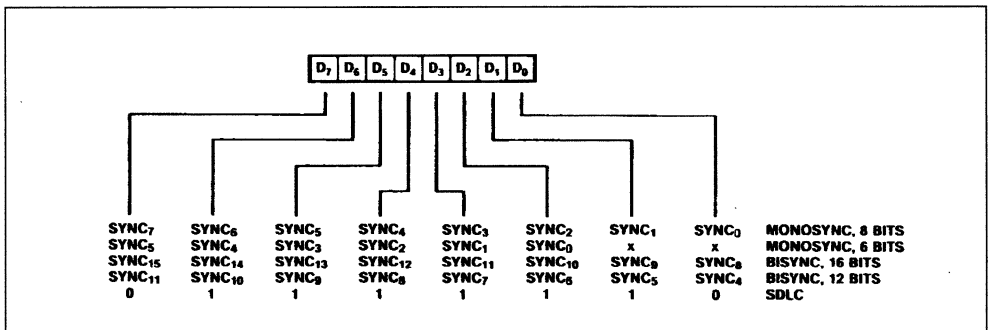 D₇ D₆ D₅ D₄ D₃ D₂ D₁ D₀
SYNC₇ SYNC₆ SYNC₅ SYNC₄ SYNC₃ SYNC₂ SYNC₁ SYNC₀ MONOSYNC, 8 BITS
SYNC₅ SYNC₄ SYNC₃ SYNC₂ SYNC₁ SYNC₀ x x MONOSYNC, 6 BITS
SYNC₁₅ SYNC₁₄ SYNC₁₃ SYNC₁₂ SYNC₁₁ SYNC₁₀ SYNC₉ SYNC₈ BISYNC, 16 BITS
SYNC₁₁ SYNC₁₀ SYNC₉ SYNC₈ SYNC₇ SYNC₆ SYNC₅ SYNC₄ BISYNC, 12 BITS
0 1 1 1 1 1 1 0 SDLC